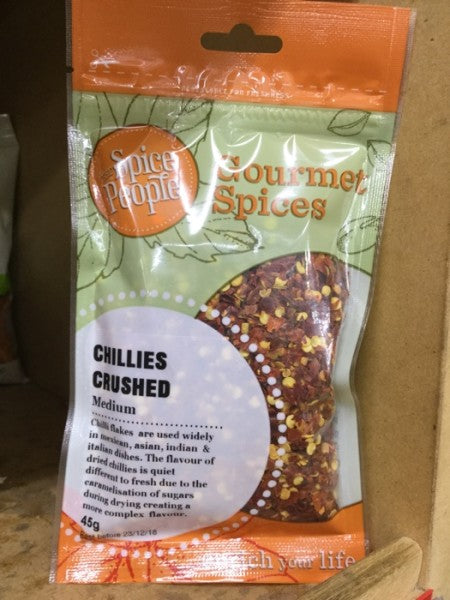 Spice
People
Gourmet
Spices
CHILLIES
CRUSHED
Medium
Chilli flakes are used widely
in mexican, asian, indian &
italian dishes. The flavour of
dried chillies is quiet
different to fresh due to the
caramelisation of sugars
during drying creating a
more complex flavour.
45g
before 23/12/18
rich your life